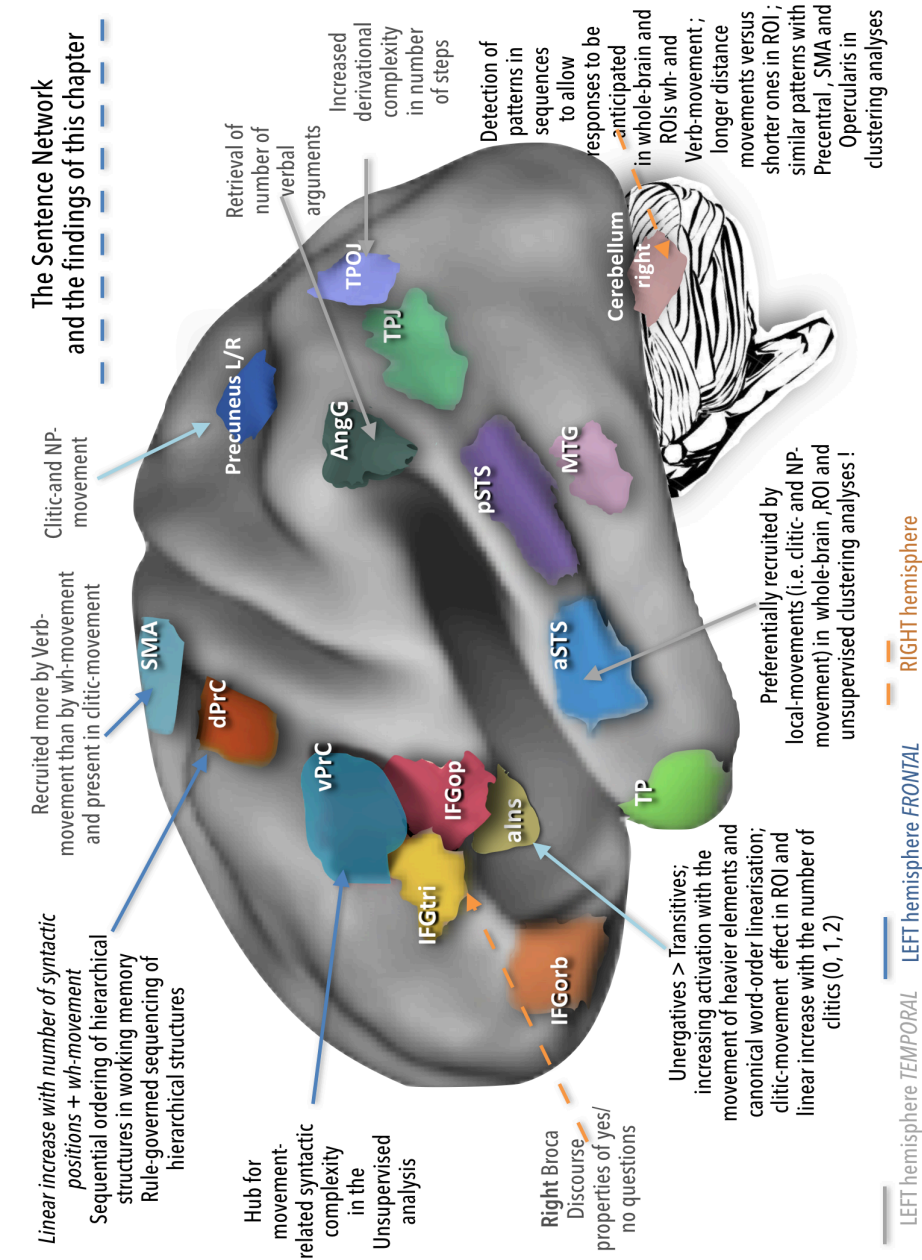 The Sentence Network
and the findings of this chapter
Linear increase with number of syntactic
positions + wh-movement
Sequential ordering of hierarchical
structures in working memory
Rule-governed sequencing of
hierarchical structures
Recruited more by Verb-
movement than by wh-movement
and present in clitic-movement
Clitic-and NP-
movement
Retrieval of
number of
verbal
arguments
Increased
derivational
complexity
in number
of steps
Hub for
movement-
related syntactic
complexity
in the
Unsupervised
analysis
SMA
dPrC
vPrC
IFGop
IFGtri
aIns
IFGorb
TP
aSTS
pSTS
MTG
AngG
Precuneus L/R
TPJ
TPOJ
Cerebellum
right
Detection of
patterns in
sequences
to allow
responses to be
anticipated
in whole-brain and
ROIs wh- and
Verb-movement ;
longer distance
movements versus
shorter ones in ROI ;
similar patterns with
Precentral , SMA and
Opercularis in
clustering analyses
Right Broca
Discourse
properties of yes/
no questions
Unergatives > Transitives;
increasing activation with the
movement of heavier elements and
canonical word-order linearisation;
clitic-movement effect in ROI and
linear increase with the number of
clitics (0, 1, 2)
Preferentially recruited by
local-movements (i.e. clitic- and NP-
movement) in whole-brain ,ROI and
unsupervised clustering analyses !
LEFT hemisphere TEMPORAL
LEFT hemisphere FRONTAL
RIGHT hemisphere